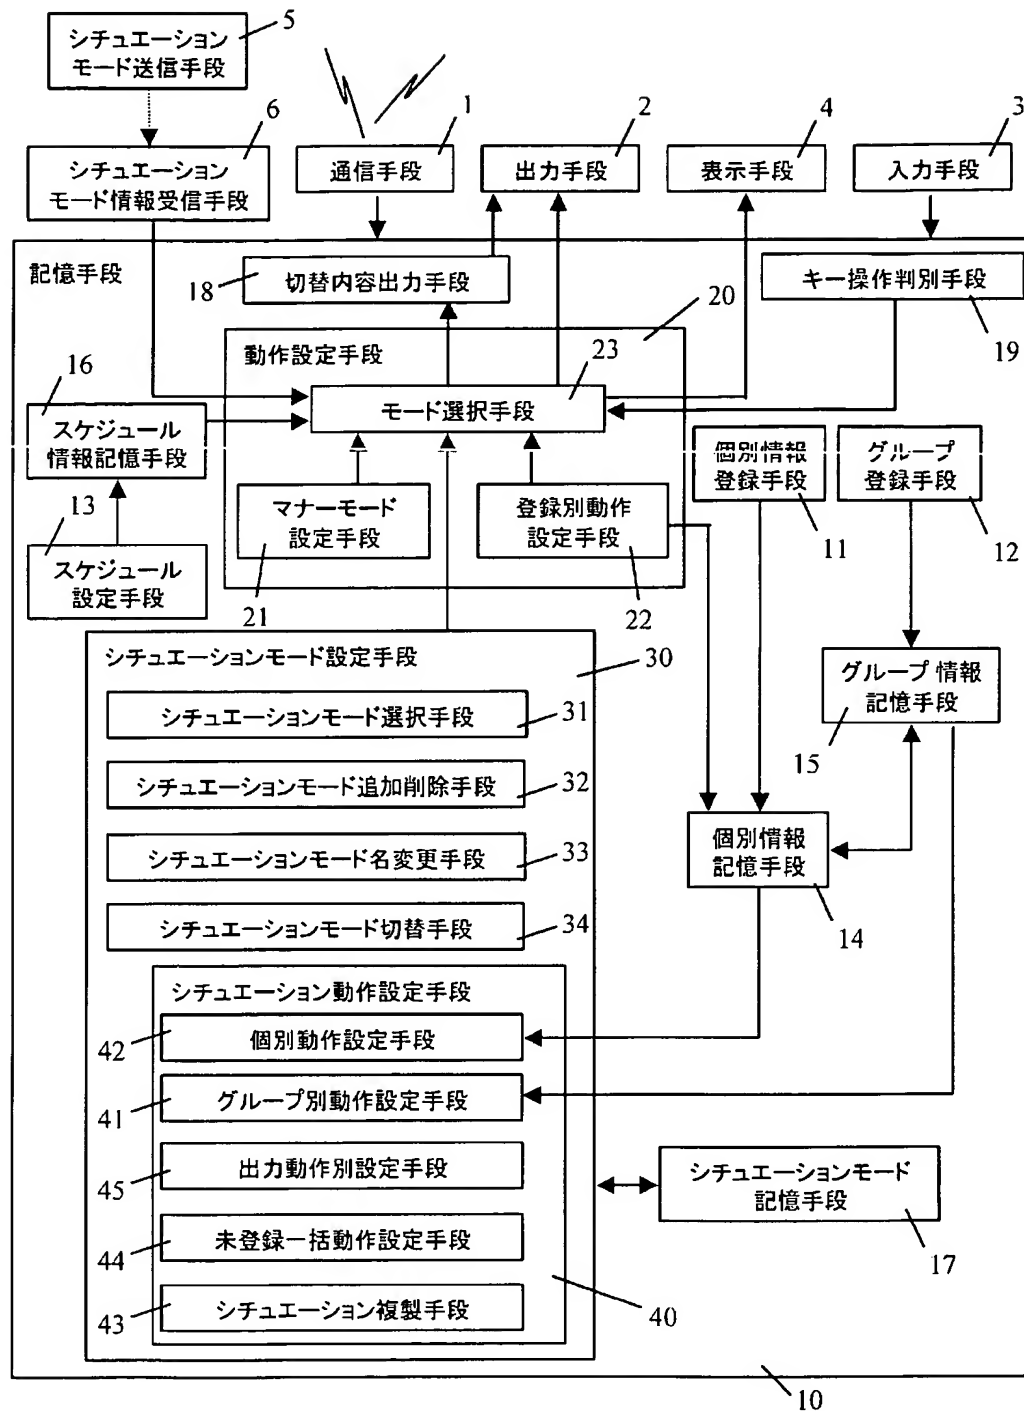 シチュエーション
モード送信手段
5
シチュエーション
モード情報受信手段
6
通信手段
1
出力手段
2
表示手段
4
入力手段
3
記憶手段
切替内容出力手段
18
キー操作判別手段
19
20
動作設定手段
モード選択手段
23
16
スケジュール
情報記憶手段
13
スケジュール
設定手段
マナーモード
設定手段
21
登録別動作
設定手段
22
個別情報
登録手段
11
グループ
登録手段
12
グループ情報
記憶手段
15
個別情報
記憶手段
14
シチュエーションモード設定手段
30
シチュエーションモード選択手段
31
シチュエーションモード追加削除手段
32
シチュエーションモード名変更手段
33
シチュエーションモード切替手段
34
シチュエーション動作設定手段
42
個別動作設定手段
41
グループ別動作設定手段
45
出力動作別設定手段
44
未登録一括動作設定手段
43
シチュエーション複製手段
40
シチュエーションモード
記憶手段
17
10